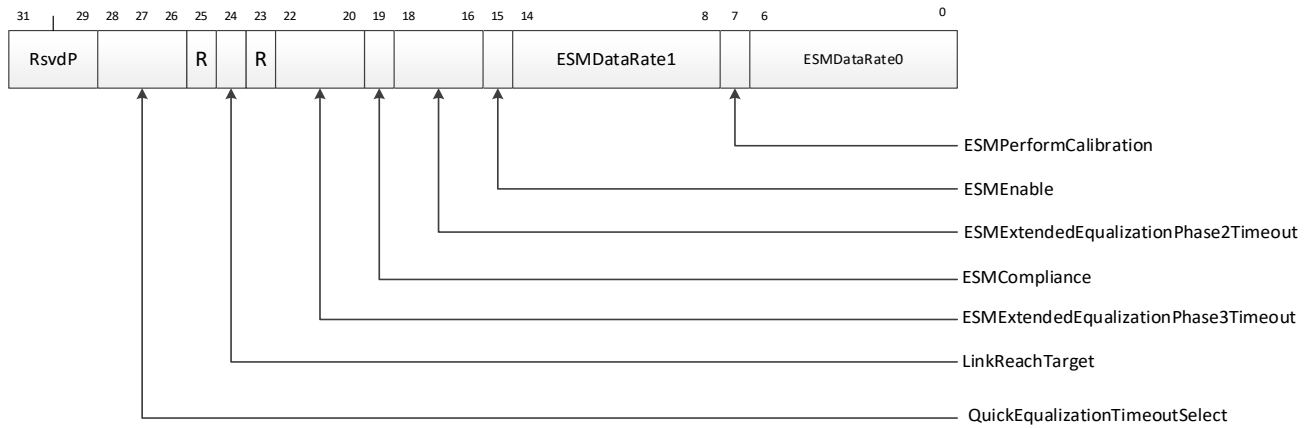 31 29 28 27 26 25 24 23 22 20 19 18 16 15 14 8 7 6 0
RsvdP R R ESMDataRate1 ESMDataRate0
ESMPerformCalibration
ESMEnable
ESMExtendedEqualizationPhase2Timeout
ESMCompliance
ESMExtendedEqualizationPhase3Timeout
LinkReachTarget
QuickEqualizationTimeoutSelect